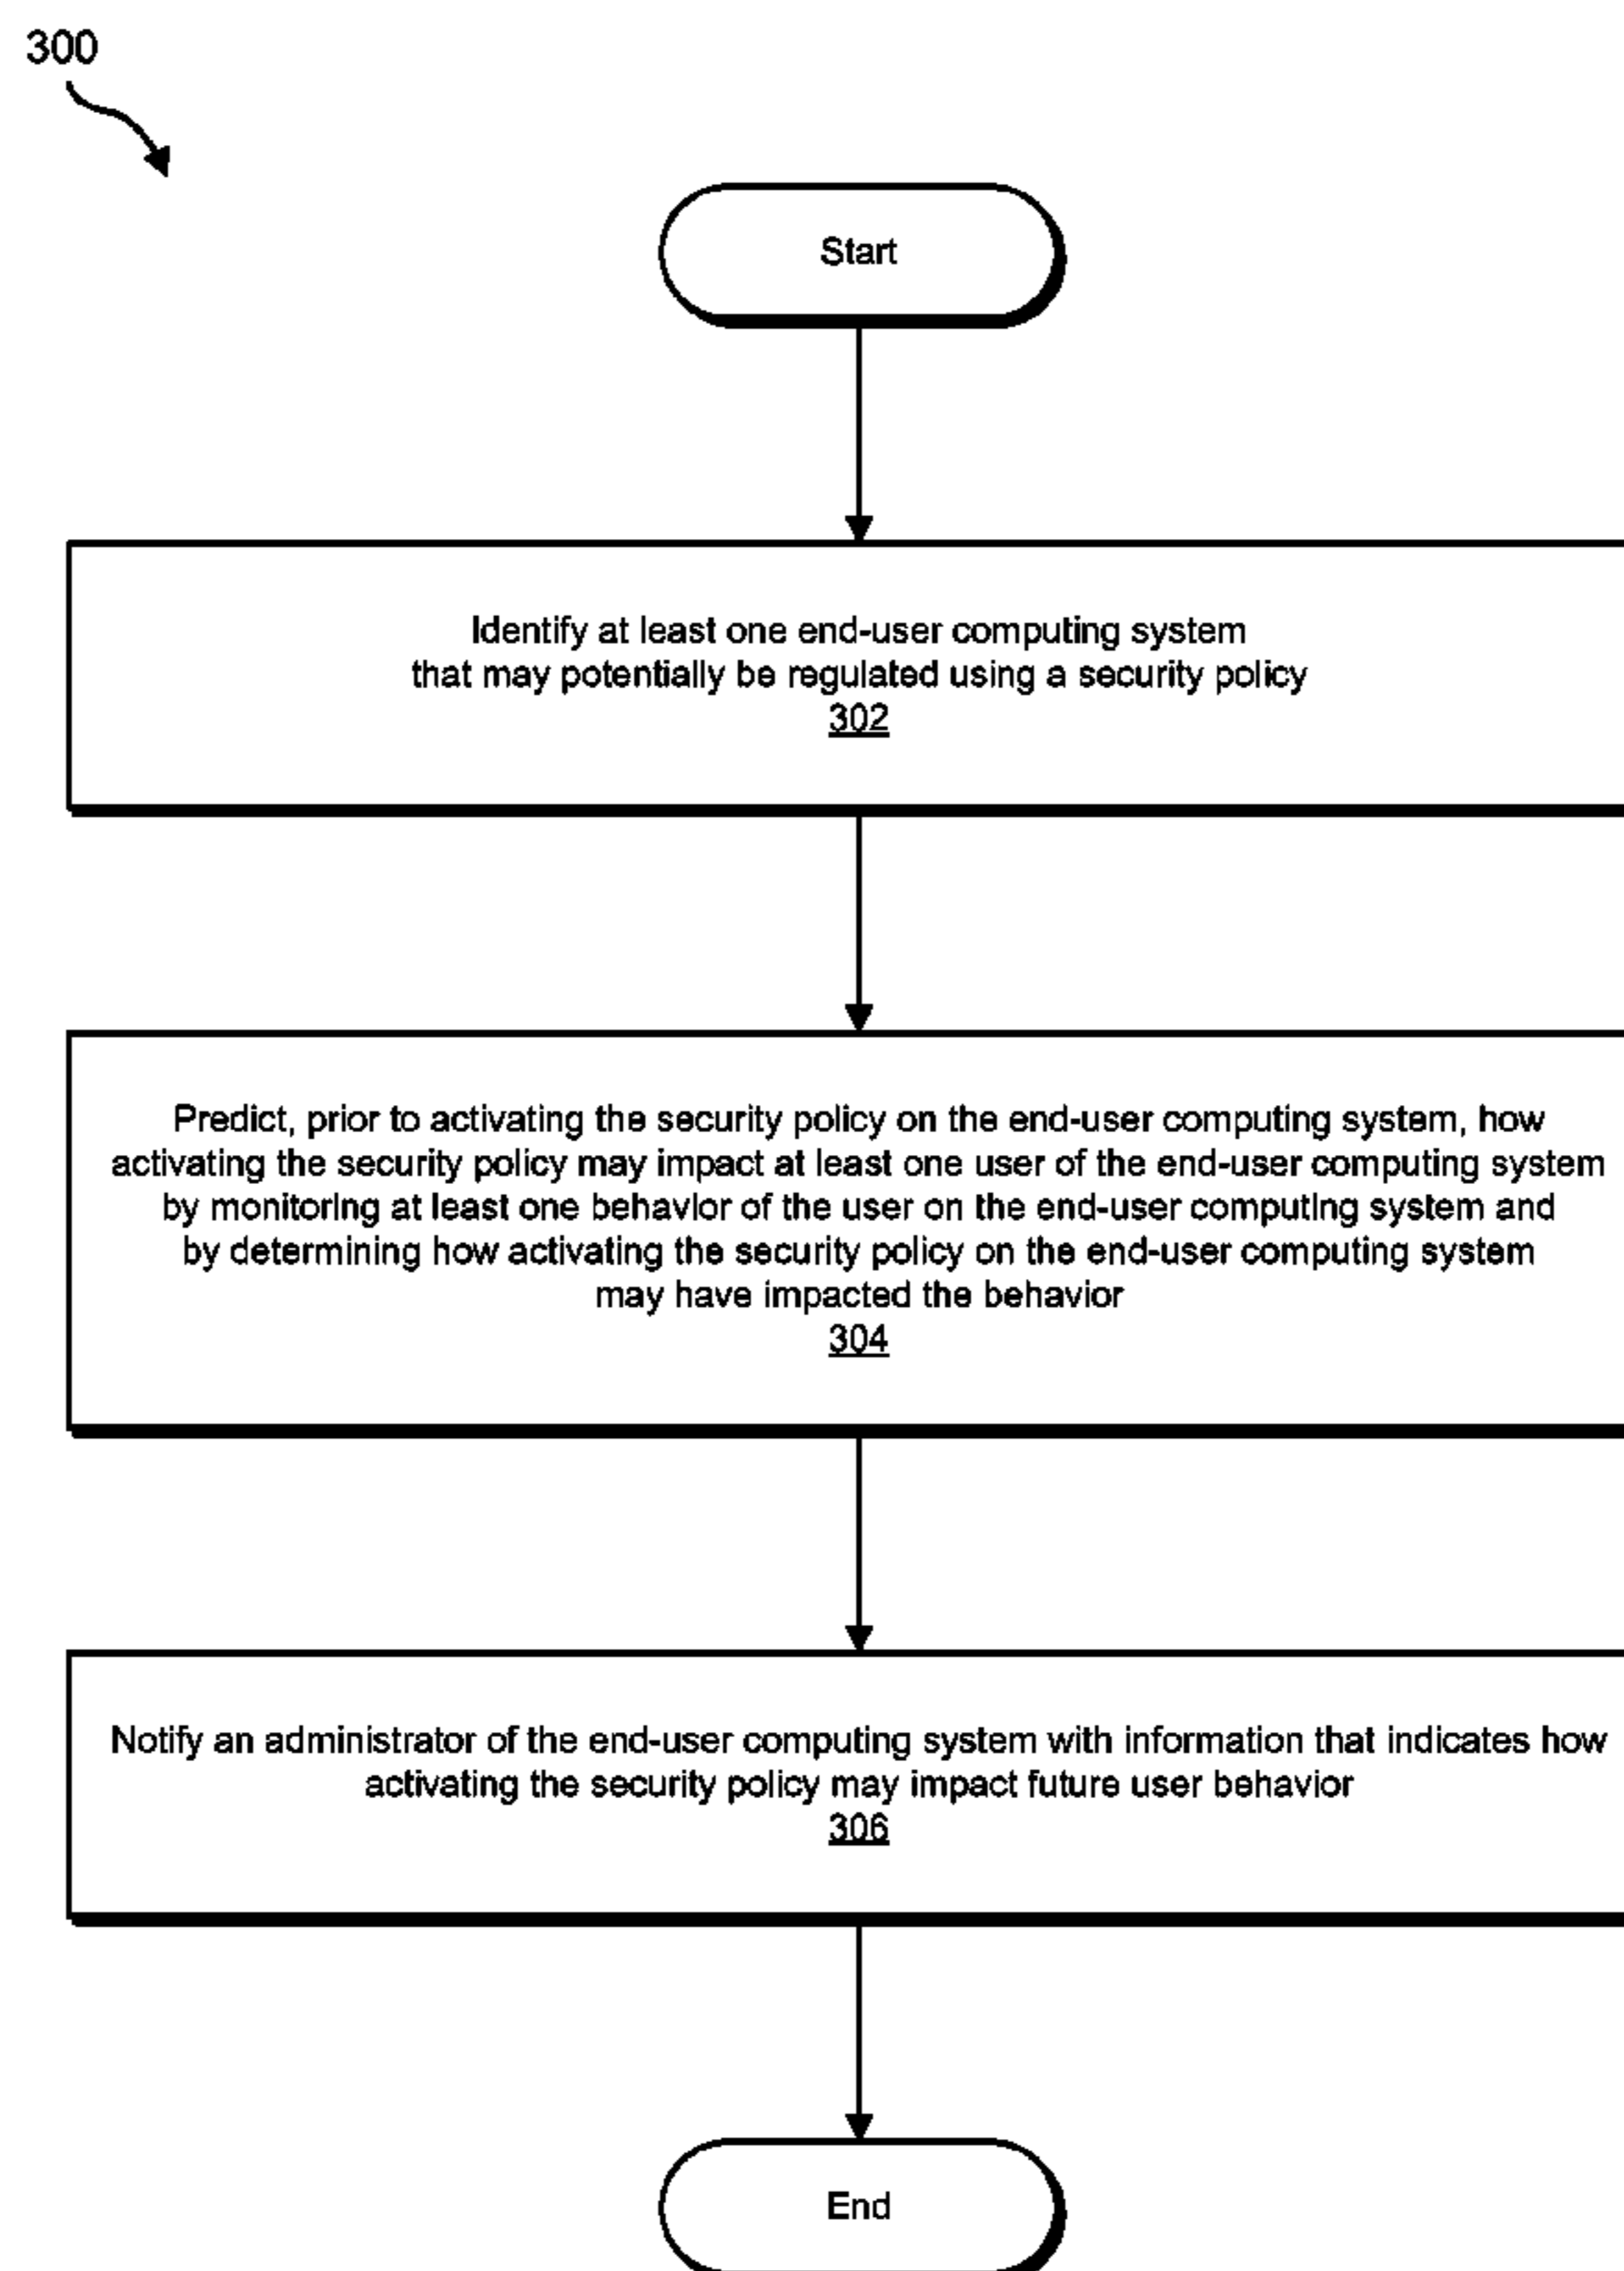 300
Start
Identify at least one end-user computing system
that may potentially be regulated using a security policy
302
Predict, prior to activating the security policy on the end-user computing system, how
activating the security policy may impact at least one user of the end-user computing system
by monitoring at least one behavior of the user on the end-user computing system and
by determining how activating the security policy on the end-user computing system
may have impacted the behavior
304
Notify an administrator of the end-user computing system with information that indicates how
activating the security policy may impact future user behavior
306
End